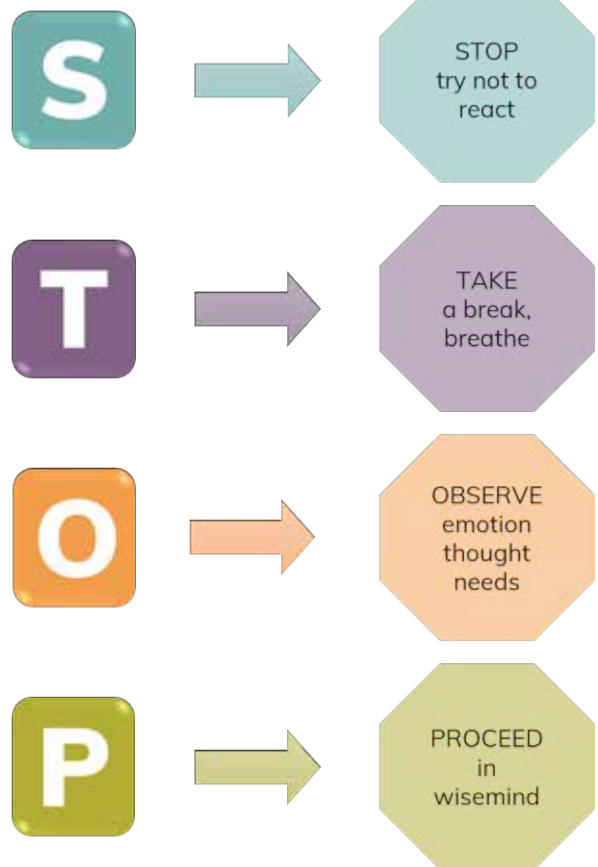 S
STOP
try not to
react
T
TAKE
a break,
breathe
O
OBSERVE
emotion
thought
needs
P
PROCEED
in
wisemind